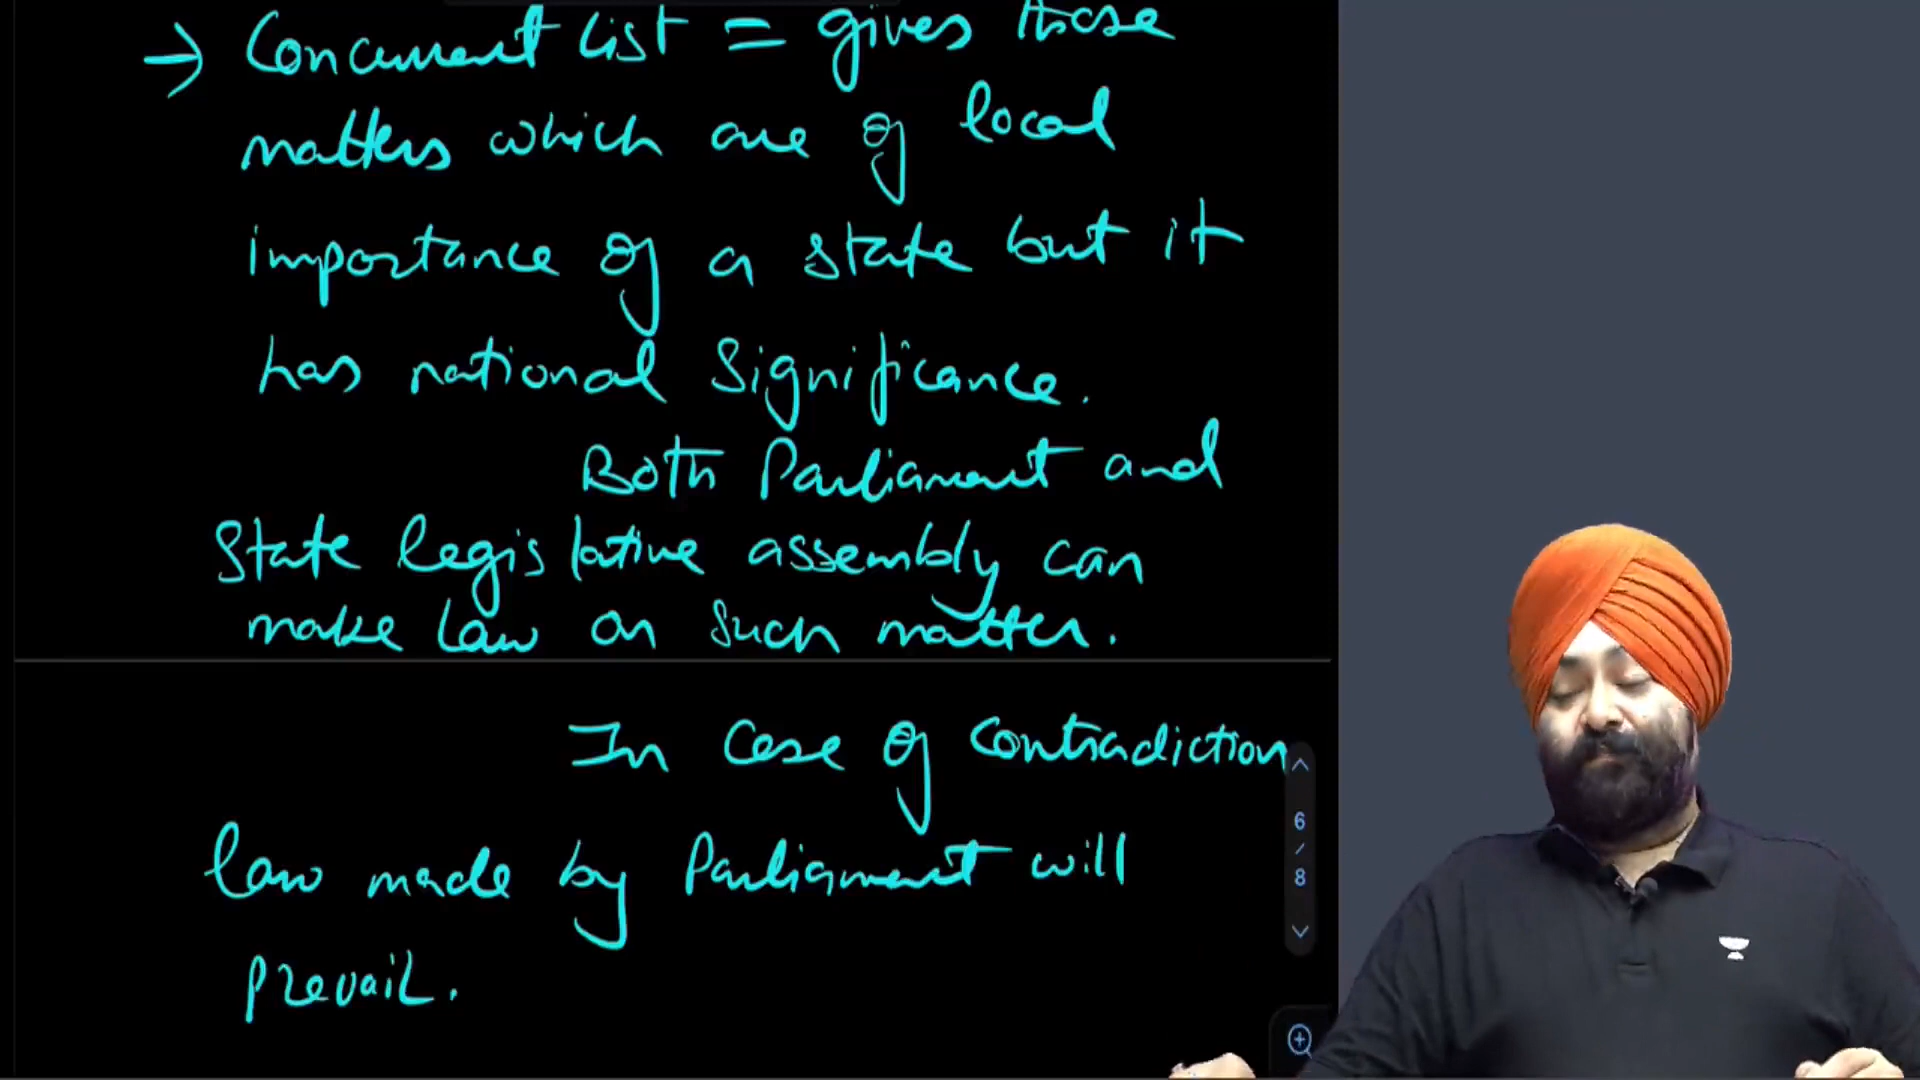 → Concurrent List = gives those
matters which are of local
importance of a state but it
has national significance.
Both Parliament and
State legislative assembly can
make law on such matter.
In case of contradiction
law made by Parliament will
prevail.
6
/
8